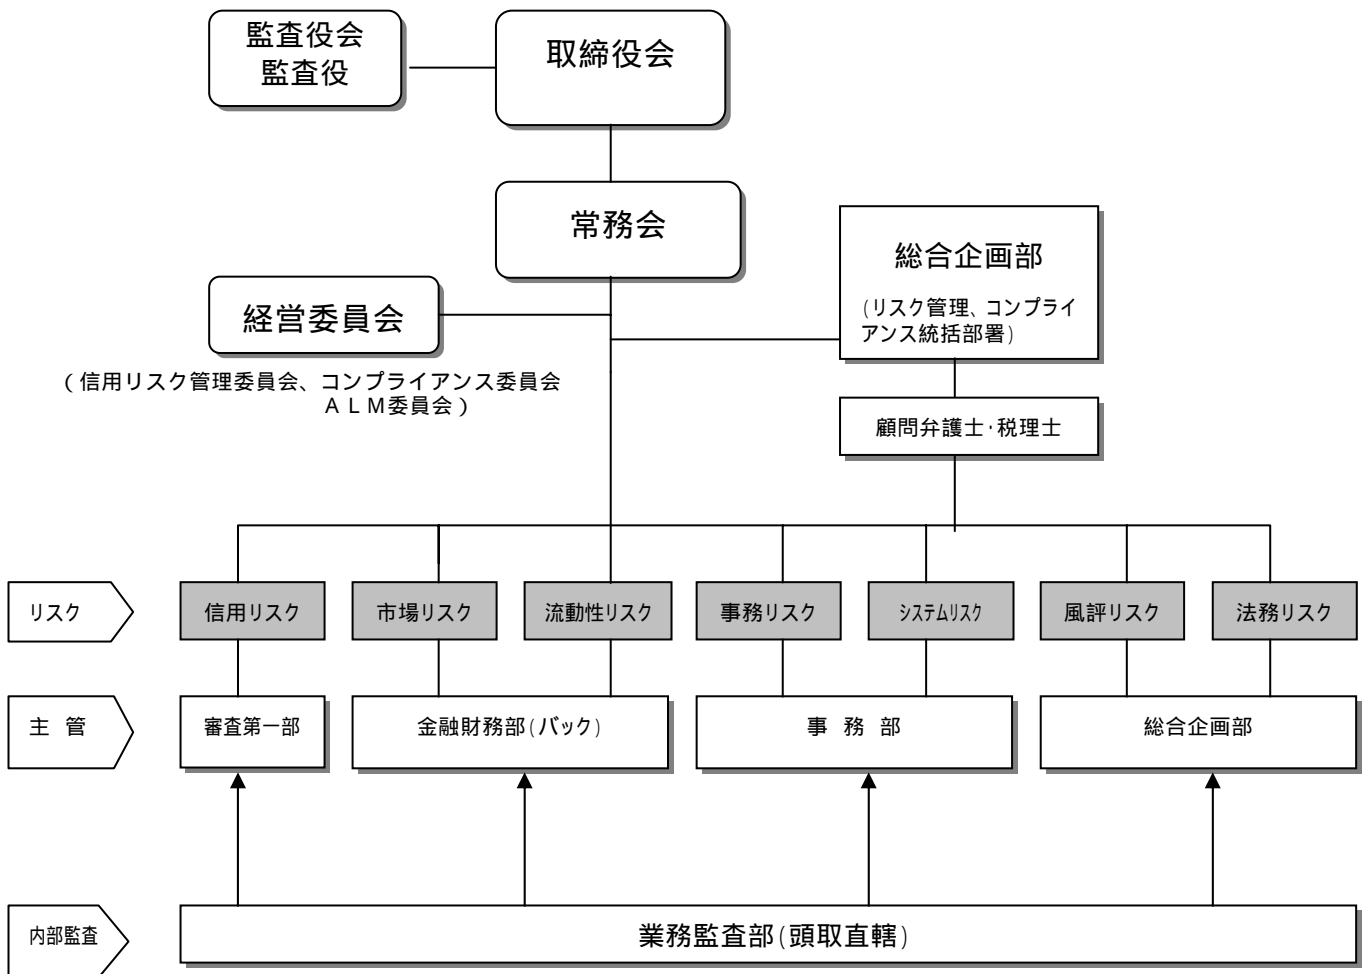 監査役会
監査役
取締役会
常務会
総合企画部
(リスク管理、コンプライ
アンス統括部署)
経営委員会
(信用リスク管理委員会、コンプライアンス委員会
ALM委員会)
顧問弁護士・税理士
リスク
信用リスク
市場リスク
流動性リスク
事務リスク
システムリスク
風評リスク
法務リスク
主 管
審査第一部
金融財務部(バック)
事 務 部
総合企画部
内部監査
業務監査部(頭取直轄)